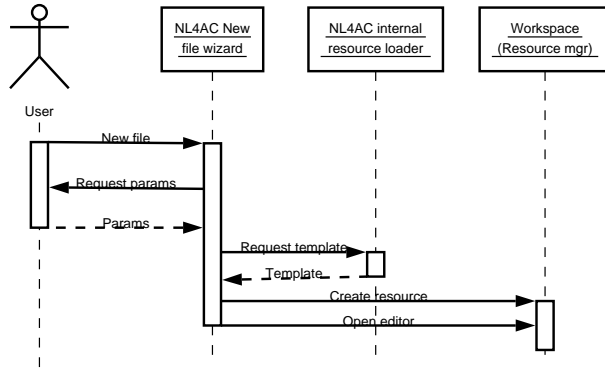 NL4AC New
file wizard
NL4AC internal
resource loader
Workspace
(Resource mgr)
User
New file
Request params
Params
Request template
Template
Create resource
Open editor